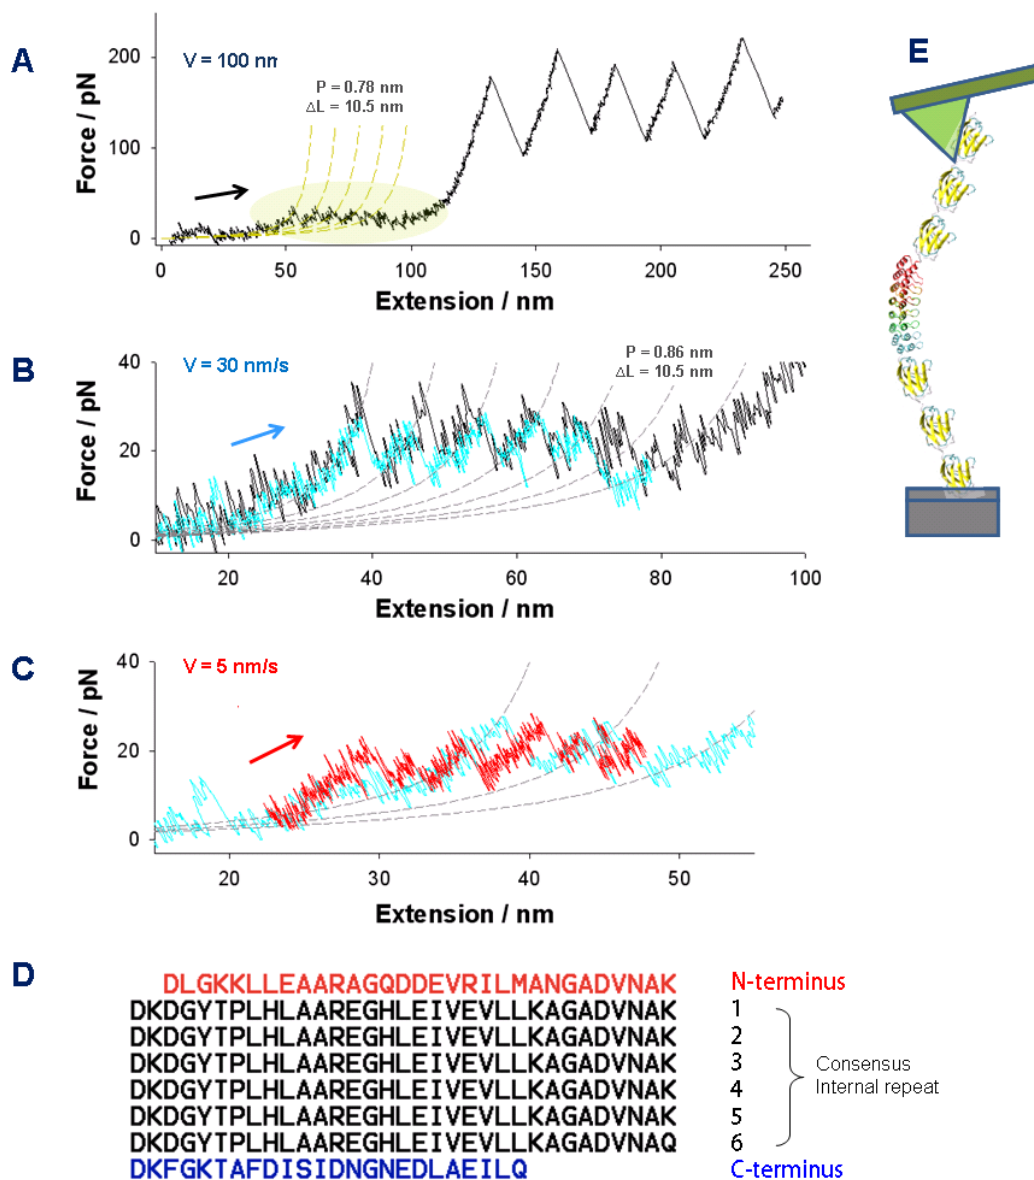 A
V = 100 nm
P = 0.78 nm
ΔL = 10.5 nm
Force / pN
200
100
0
0 50 100 150 200 250
Extension / nm
E
B
V = 30 nm/s
P = 0.86 nm
ΔL = 10.5 nm
Force / pN
40
20
0
20 40 60 80 100
Extension / nm
C
V = 5 nm/s
Force / pN
40
20
0
20 30 40 50
Extension / nm
D
DLGKKLLEAARAGQDDEVRILMANGADVNAK N-terminus
DKDGYTPLHLAAREGHLEIVEVLLKAGADVNAK 1
DKDGYTPLHLAAREGHLEIVEVLLKAGADVNAK 2
DKDGYTPLHLAAREGHLEIVEVLLKAGADVNAK 3
DKDGYTPLHLAAREGHLEIVEVLLKAGADVNAK 4
DKDGYTPLHLAAREGHLEIVEVLLKAGADVNAK 5
DKDGYTPLHLAAREGHLEIVEVLLKAGADVNAQ 6
Consensus
Internal repeat
DKFGKTAFDISIDNGNEDLAEILQ C-terminus